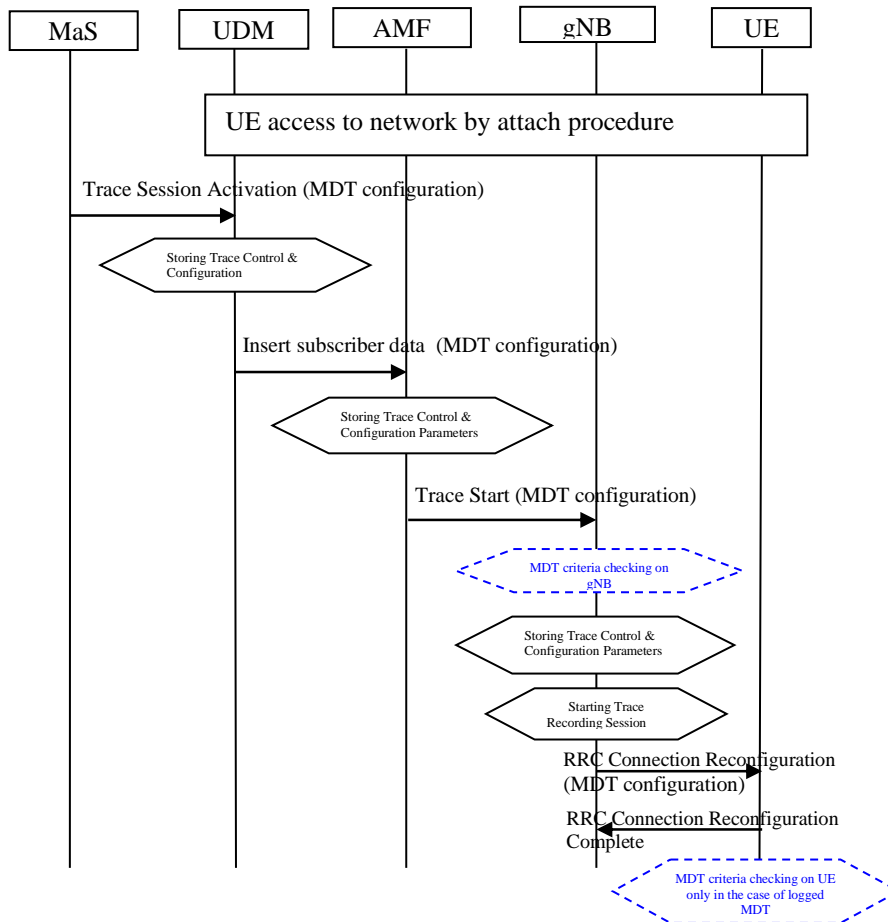 MaS UDM AMF gNB UE
UE access to network by attach procedure
Trace Session Activation (MDT configuration)
Storing Trace Control &
Configuration
Insert subscriber data (MDT configuration)
Storing Trace Control &
Configuration Parameters
Trace Start (MDT configuration)
MDT criteria checking on
gNB
Storing Trace Control &
Configuration Parameters
Starting Trace
Recording Session
RRC Connection Reconfiguration
(MDT configuration)
RRC Connection Reconfiguration
Complete
MDT criteria checking on UE
only in the case of logged
MDT